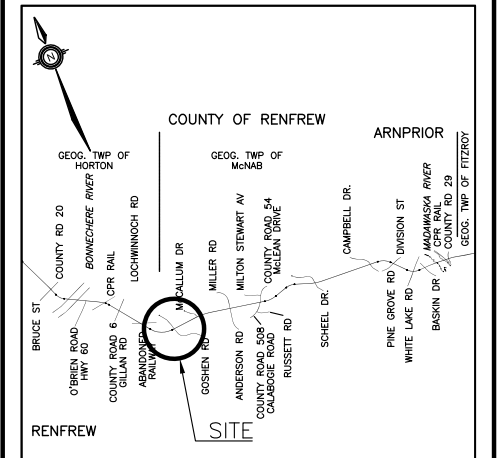 N
COUNTY OF RENFREW
ARNPRIOR
GEOG. TWP OF
HORTON
GEOG. TWP OF
McNAB
GEOG. TWP OF FITZROY
COUNTY RD 20
BONNECHERE RIVER
CPR RAIL
LOCHWINNOCH RD
McCALLUM DR
MILLER RD
MILTON STEWART AV
COUNTY ROAD 54
McLEAN DRIVE
CAMPBELL DR.
DIVISION ST
MADAWASKA RIVER
CPR RAIL
COUNTY RD 29
BRUCE ST
O'BRIEN ROAD
HWY 60
COUNTY ROAD 6
GILLAN RD
ABANDONED
RAILWAY
GOSHEN RD
ANDERSON RD
COUNTY ROAD 508
CALABOGIE ROAD
RUSSETT RD
SCHEEL DR.
PINE GROVE RD
WHITE LAKE RD
BASKIN DR
RENFREW
SITE